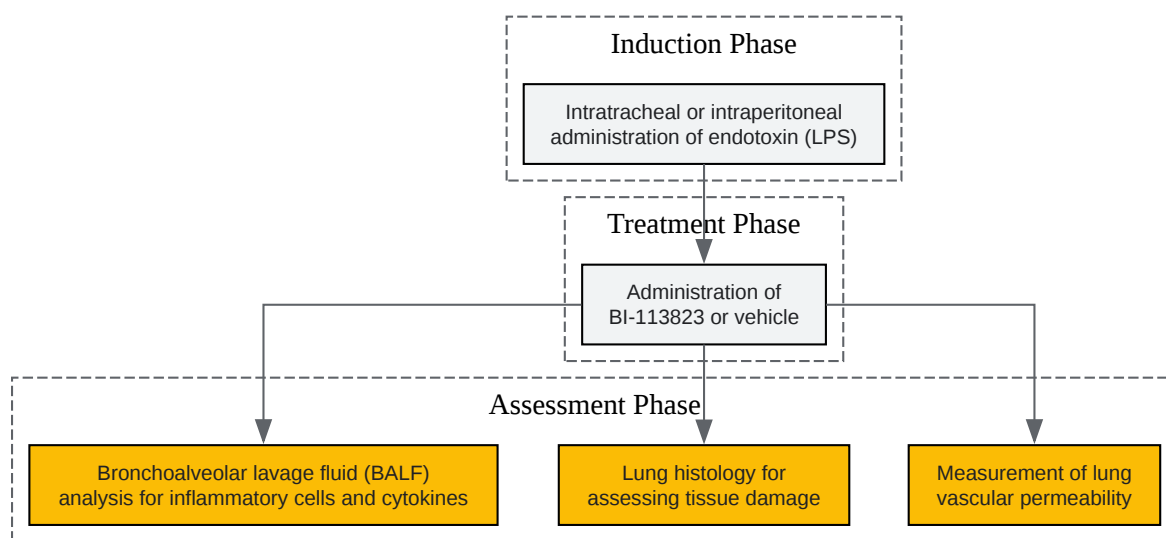 Induction Phase
Intratracheal or intraperitoneal
administration of endotoxin (LPS)
Treatment Phase
Administration of
BI-113823 or vehicle
Assessment Phase
Bronchoalveolar lavage fluid (BALF)
analysis for inflammatory cells and cytokines
Lung histology for
assessing tissue damage
Measurement of lung
vascular permeability